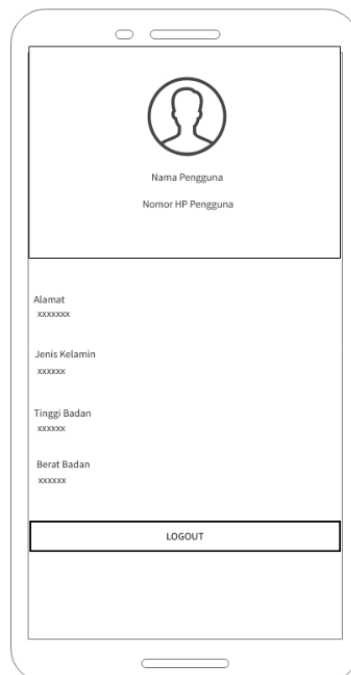 Nama Pengguna
Nomor HP Pengguna
Alamat
xxxxxxx
Jenis Kelamin
xxxxxx
Tinggi Badan
xxxxxx
Berat Badan
xxxxxx
LOGOUT